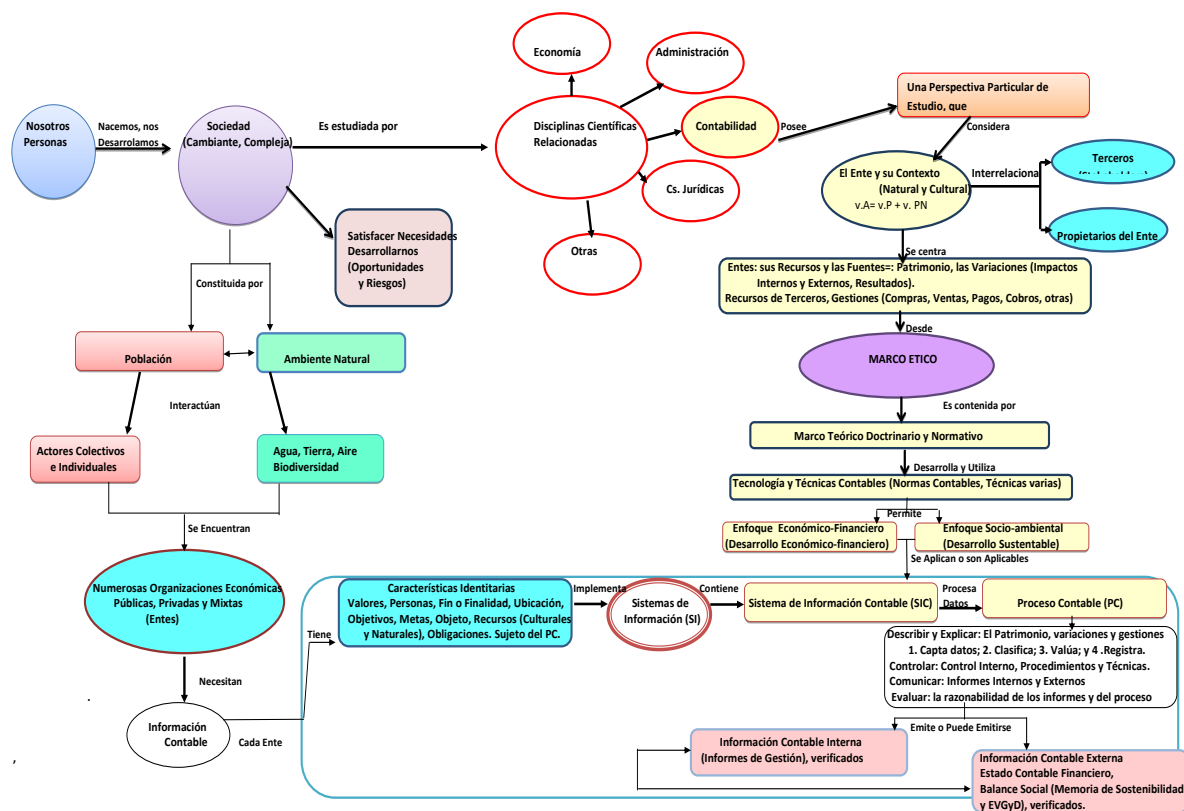 Economía
Administración
Una Perspectiva Particular de
Estudio, que
Nosotros
Personas
Nacemos, nos
Desarrolamos
Sociedad
(Cambiante, Compleja)
Es estudiada por
Disciplinas Científicas
Relacionadas
Contabilidad
Posee
Considera
Cs. Jurídicas
Otras
El Ente y su Contexto
(Natural y Cultural)
v.A= v.P + v. PN
Interrelaciona
Terceros
Propietarios del Ente
Satisfacer Necesidades
Desarrollarnos
(Oportunidades
y Riesgos)
Se centra
Entes: sus Recursos y las Fuentes=: Patrimonio, las Variaciones (Impactos
Internos y Externos, Resultados).
Recursos de Terceros, Gestiones (Compras, Ventas, Pagos, Cobros, otras)
Constituida por
Población
Ambiente Natural
Desde
MARCO ETICO
Interactúan
Es contenida por
Actores Colectivos
e Individuales
Agua, Tierra, Aire
Biodiversidad
Marco Teórico Doctrinario y Normativo
Desarrolla y Utiliza
Tecnología y Técnicas Contables (Normas Contables, Técnicas varias)
Permite
Enfoque Económico-Financiero
(Desarrollo Económico-financiero)
Enfoque Socio-ambiental
(Desarrollo Sustentable)
Se Aplican o son Aplicables
Se Encuentran
Numerosas Organizaciones Económicas
Públicas, Privadas y Mixtas
(Entes)
Necesitan
Información
Contable
Cada Ente
Tiene
Características Identitarias
Valores, Personas, Fin o Finalidad, Ubicación,
Objetivos, Metas, Objeto, Recursos (Culturales
y Naturales), Obligaciones. Sujeto del PC.
Implementa
Sistemas de
Información (SI)
Contiene
Sistema de Información Contable (SIC)
Procesa
Datos
Proceso Contable (PC)
Describir y Explicar: El Patrimonio, variaciones y gestiones
1. Capta datos; 2. Clasifica; 3. Valúa; y 4 .Registra.
Controlar: Control Interno, Procedimientos y Técnicas.
Comunicar: Informes Internos y Externos
Evaluar: la razonabilidad de los informes y del proceso
Emite o Puede Emitirse
Información Contable Interna
(Informes de Gestión), verificados
Información Contable Externa
Estado Contable Financiero,
Balance Social (Memoria de Sostenibilidad
y EVGyD), verificados.